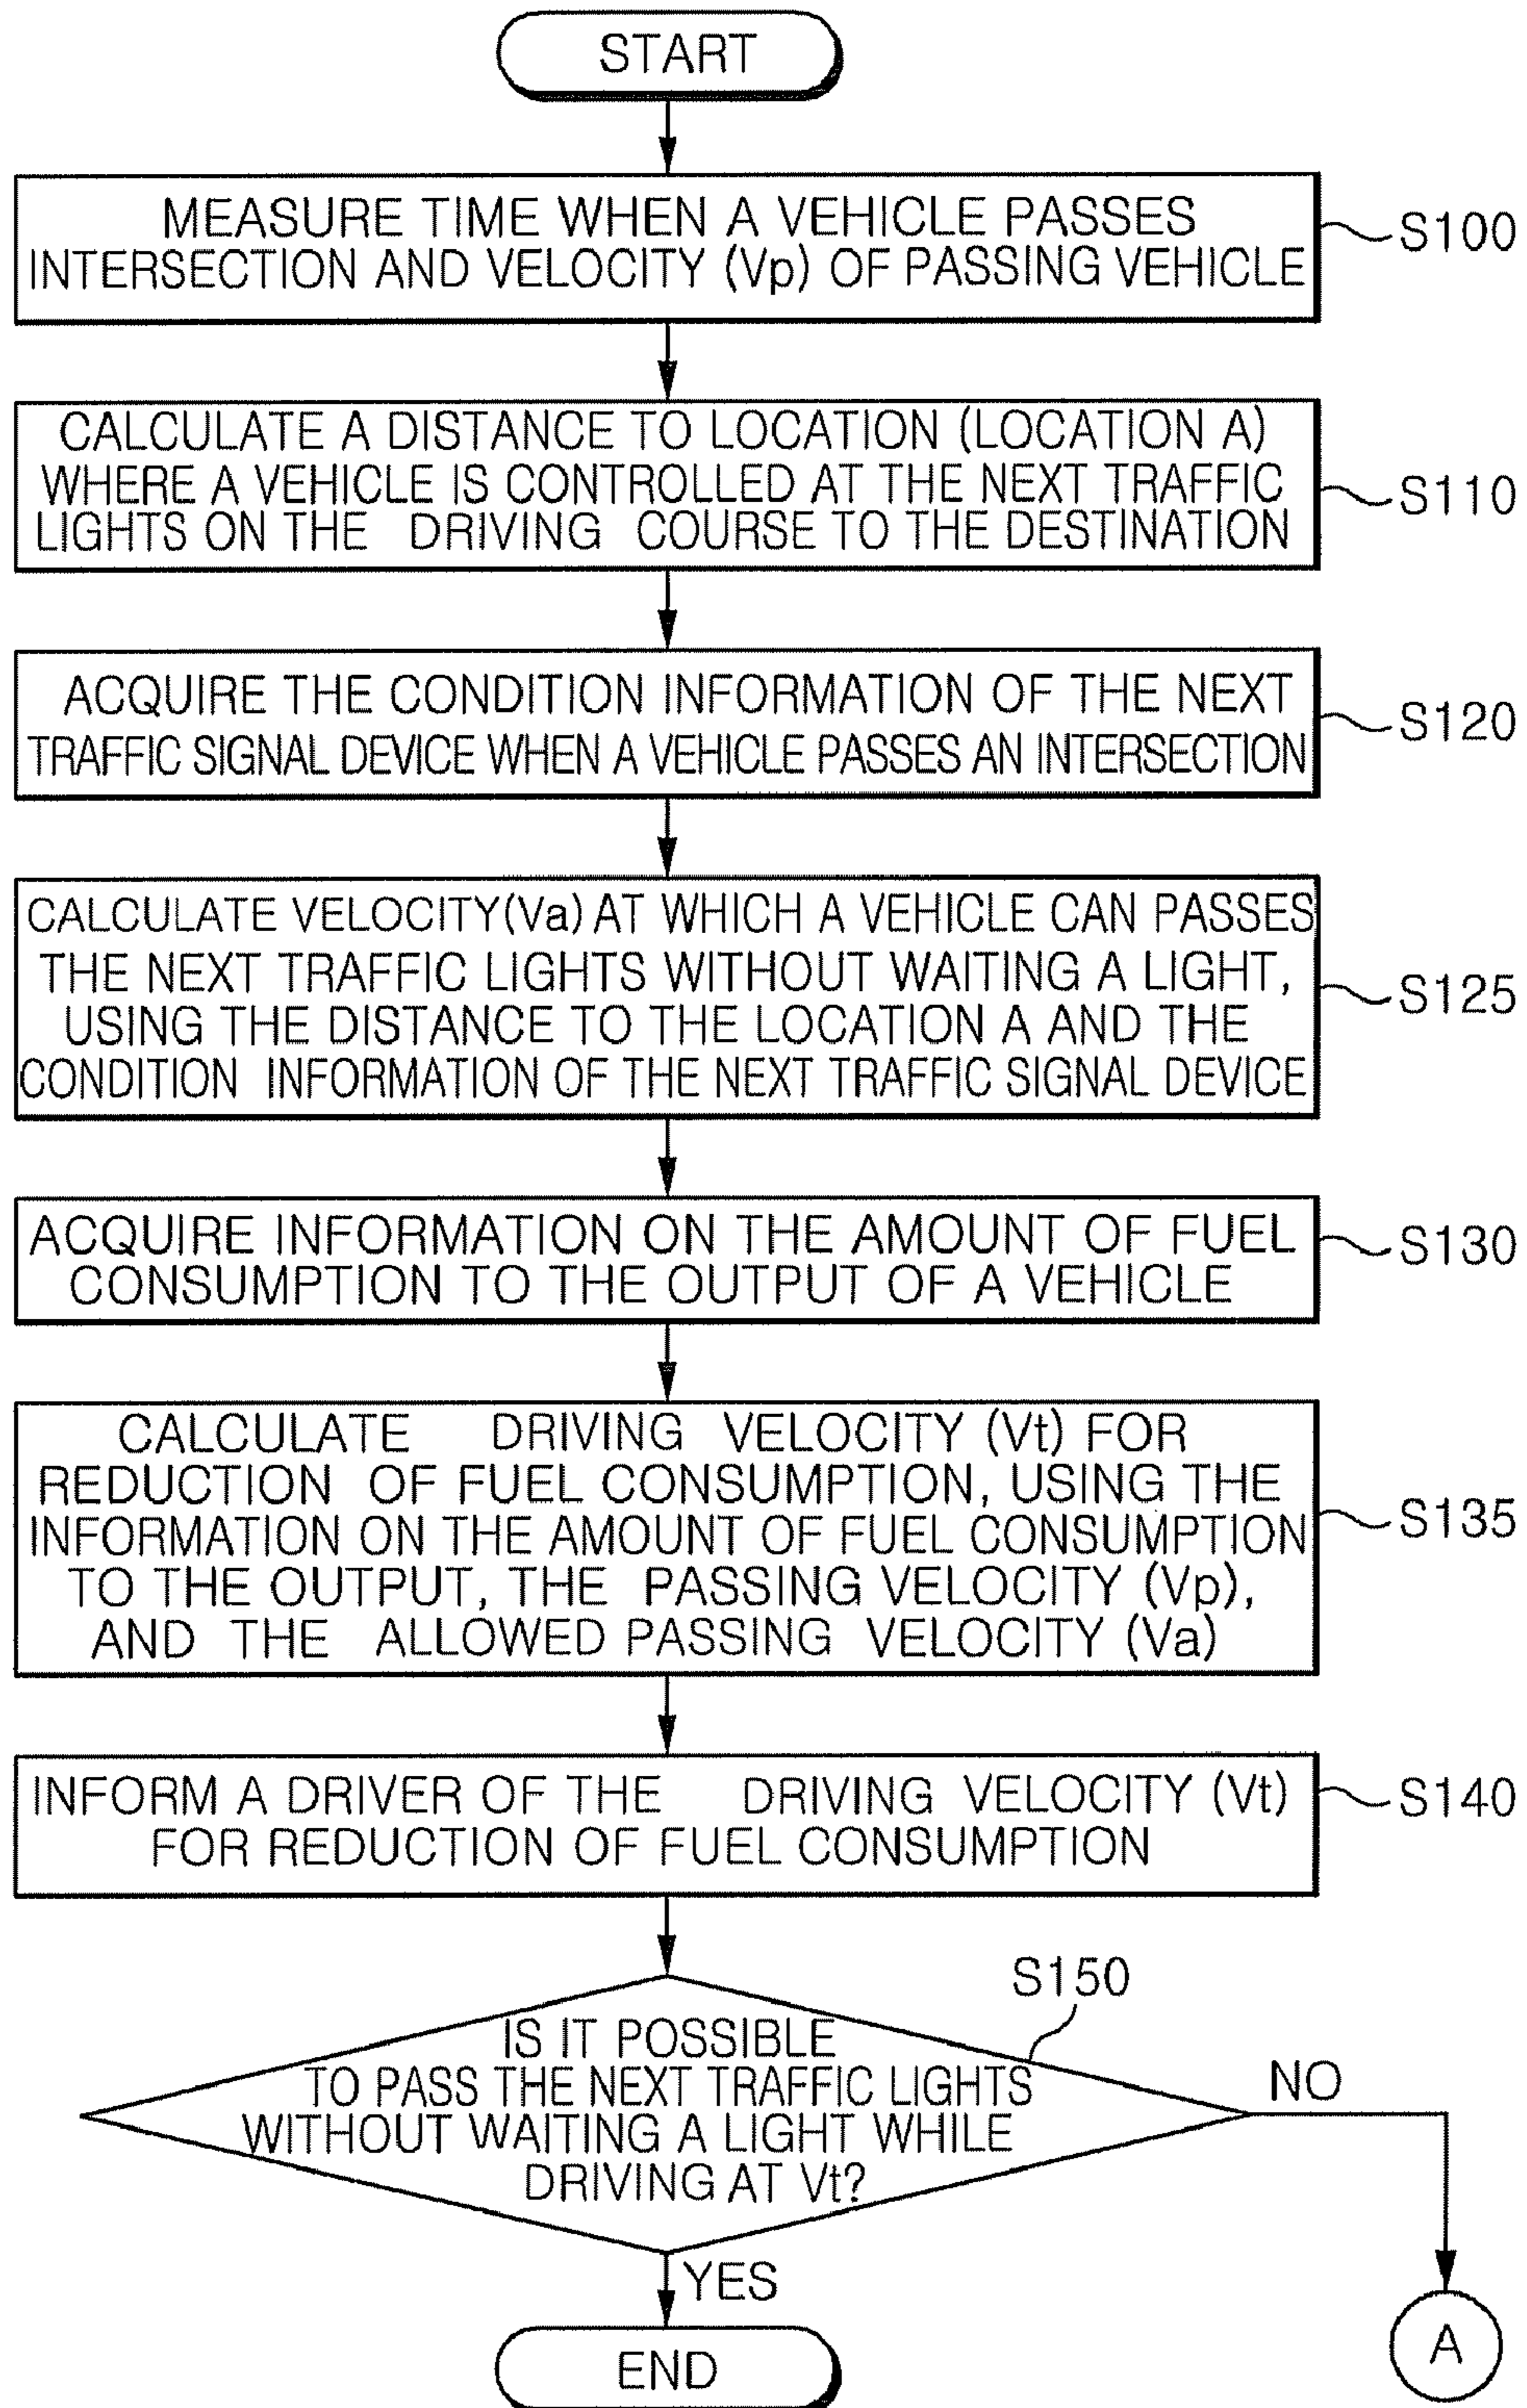 START
MEASURE TIME WHEN A VEHICLE PASSES
INTERSECTION AND VELOCITY (Vp) OF PASSING VEHICLE
S100
CALCULATE A DISTANCE TO LOCATION (LOCATION A)
WHERE A VEHICLE IS CONTROLLED AT THE NEXT TRAFFIC
LIGHTS ON THE DRIVING COURSE TO THE DESTINATION
S110
ACQUIRE THE CONDITION INFORMATION OF THE NEXT
TRAFFIC SIGNAL DEVICE WHEN A VEHICLE PASSES AN INTERSECTION
S120
CALCULATE VELOCITY(Va) AT WHICH A VEHICLE CAN PASSES
THE NEXT TRAFFIC LIGHTS WITHOUT WAITING A LIGHT,
USING THE DISTANCE TO THE LOCATION A AND THE
CONDITION INFORMATION OF THE NEXT TRAFFIC SIGNAL DEVICE
S125
ACQUIRE INFORMATION ON THE AMOUNT OF FUEL
CONSUMPTION TO THE OUTPUT OF A VEHICLE
S130
CALCULATE DRIVING VELOCITY (Vt) FOR
REDUCTION OF FUEL CONSUMPTION, USING THE
INFORMATION ON THE AMOUNT OF FUEL CONSUMPTION
TO THE OUTPUT, THE PASSING VELOCITY (Vp),
AND THE ALLOWED PASSING VELOCITY (Va)
S135
INFORM A DRIVER OF THE DRIVING VELOCITY (Vt)
FOR REDUCTION OF FUEL CONSUMPTION
S140
S150
IS IT POSSIBLE
TO PASS THE NEXT TRAFFIC LIGHTS
WITHOUT WAITING A LIGHT WHILE
DRIVING AT Vt?
NO
YES
END
A